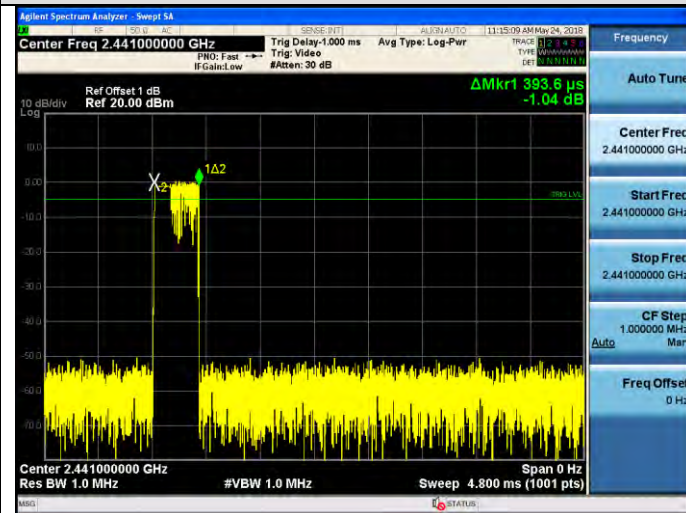 Agilent Spectrum Analyzer - Swept SA
RF 50 Ω AC SENSE:INT ALIGN AUTO 11:15:09 AM May 24, 2018
Center Freq 2.441000000 GHz
PNO: Fast
IFGain:Low
Trig Delay-1.000 ms
Trig: Video
#Atten: 30 dB
Avg Type: Log-Pwr
TRACE 1 2 3 4 5 6
TYPE
DET N N N N N N
Ref Offset 1 dB
10 dB/div Ref 20.00 dBm
Log
ΔMkr1 393.6 µs
-1.04 dB
10.0
0.00
-10.0
-20.0
-30.0
-40.0
-50.0
-60.0
-70.0
X2
1Δ2
TRIG LVL
Center 2.441000000 GHz Span 0 Hz
Res BW 1.0 MHz #VBW 1.0 MHz Sweep 4.800 ms (1001 pts)
MSG STATUS
Frequency
Auto Tune
Center Freq
2.441000000 GHz
Start Freq
2.441000000 GHz
Stop Freq
2.441000000 GHz
CF Step
1.000000 MHz
Auto Man
Freq Offset
0 Hz